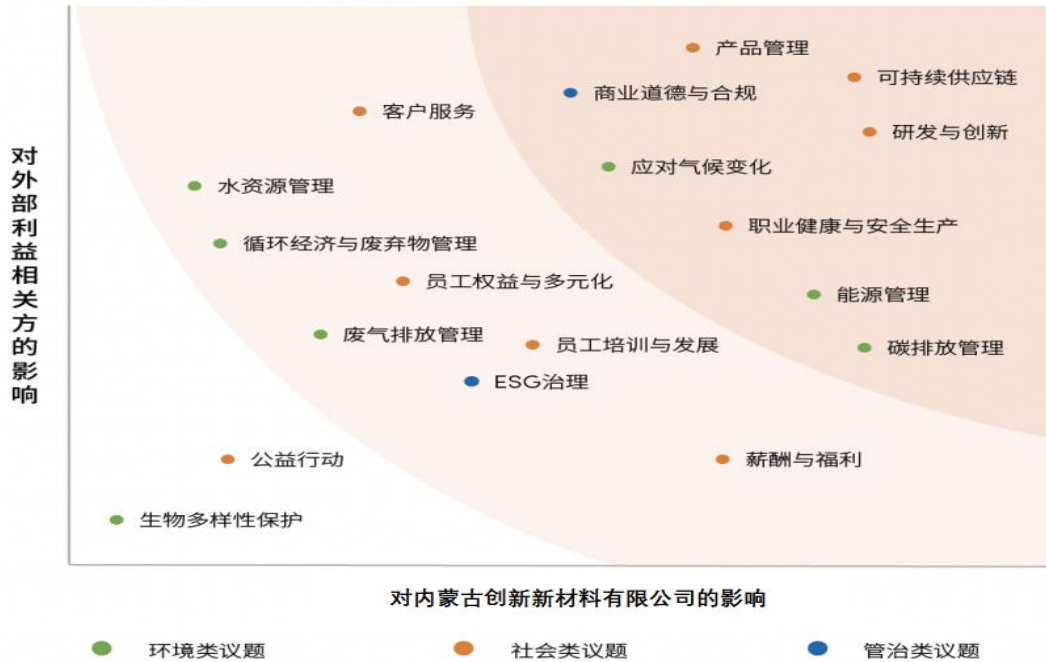 产品管理
可持续供应链
商业道德与合规
客户服务
研发与创新
应对气候变化
水资源管理
职业健康与安全生产
循环经济与废弃物管理
员工权益与多元化
能源管理
废气排放管理
员工培训与发展
碳排放管理
ESG治理
公益行动
薪酬与福利
生物多样性保护
对外部利益相关方的影响
对内蒙古创新新材料有限公司的影响
环境类议题
社会类议题
管治类议题